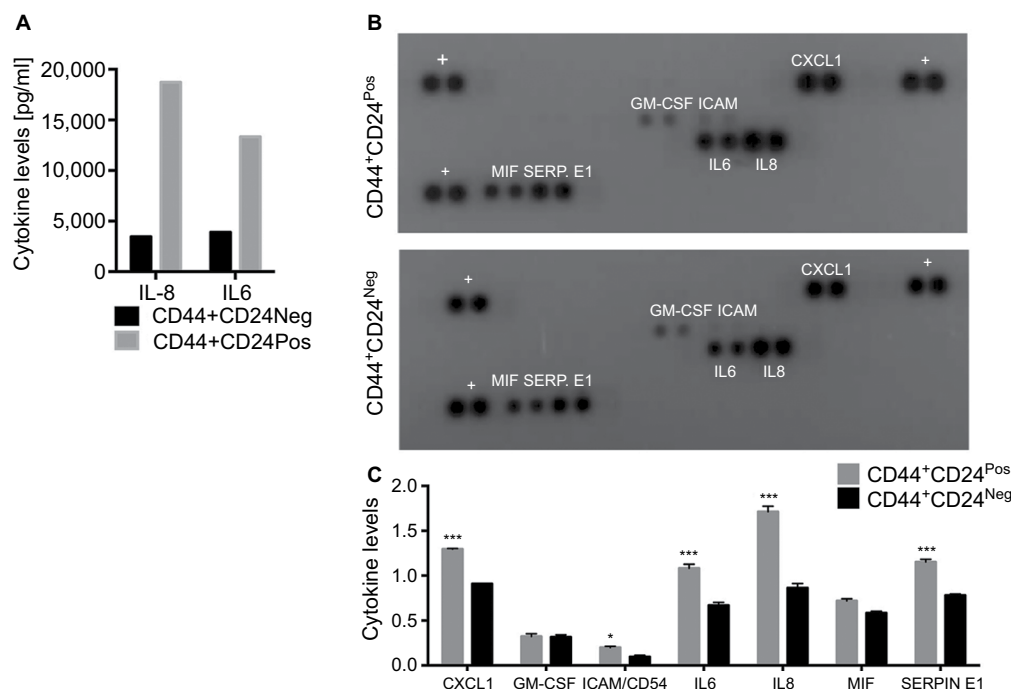 A
Cytokine levels [pg/ml]
20,000
15,000
10,000
5,000
0
IL-8 IL6
CD44+CD24Neg
CD44+CD24Pos
B
CD44⁺CD24ᴾᵒˢ
+ CXCL1 +
GM-CSF ICAM
IL6 IL8
+ MIF SERP. E1
CD44⁺CD24ᴺᵉᵍ
+ CXCL1 +
GM-CSF ICAM
IL6 IL8
+ MIF SERP. E1
C
CD44⁺CD24ᴾᵒˢ
CD44⁺CD24ᴺᵉᵍ
Cytokine levels
2.0
1.5
1.0
0.5
0.0
*** * *** *** ***
CXCL1 GM-CSF ICAM/CD54 IL6 IL8 MIF SERPIN E1